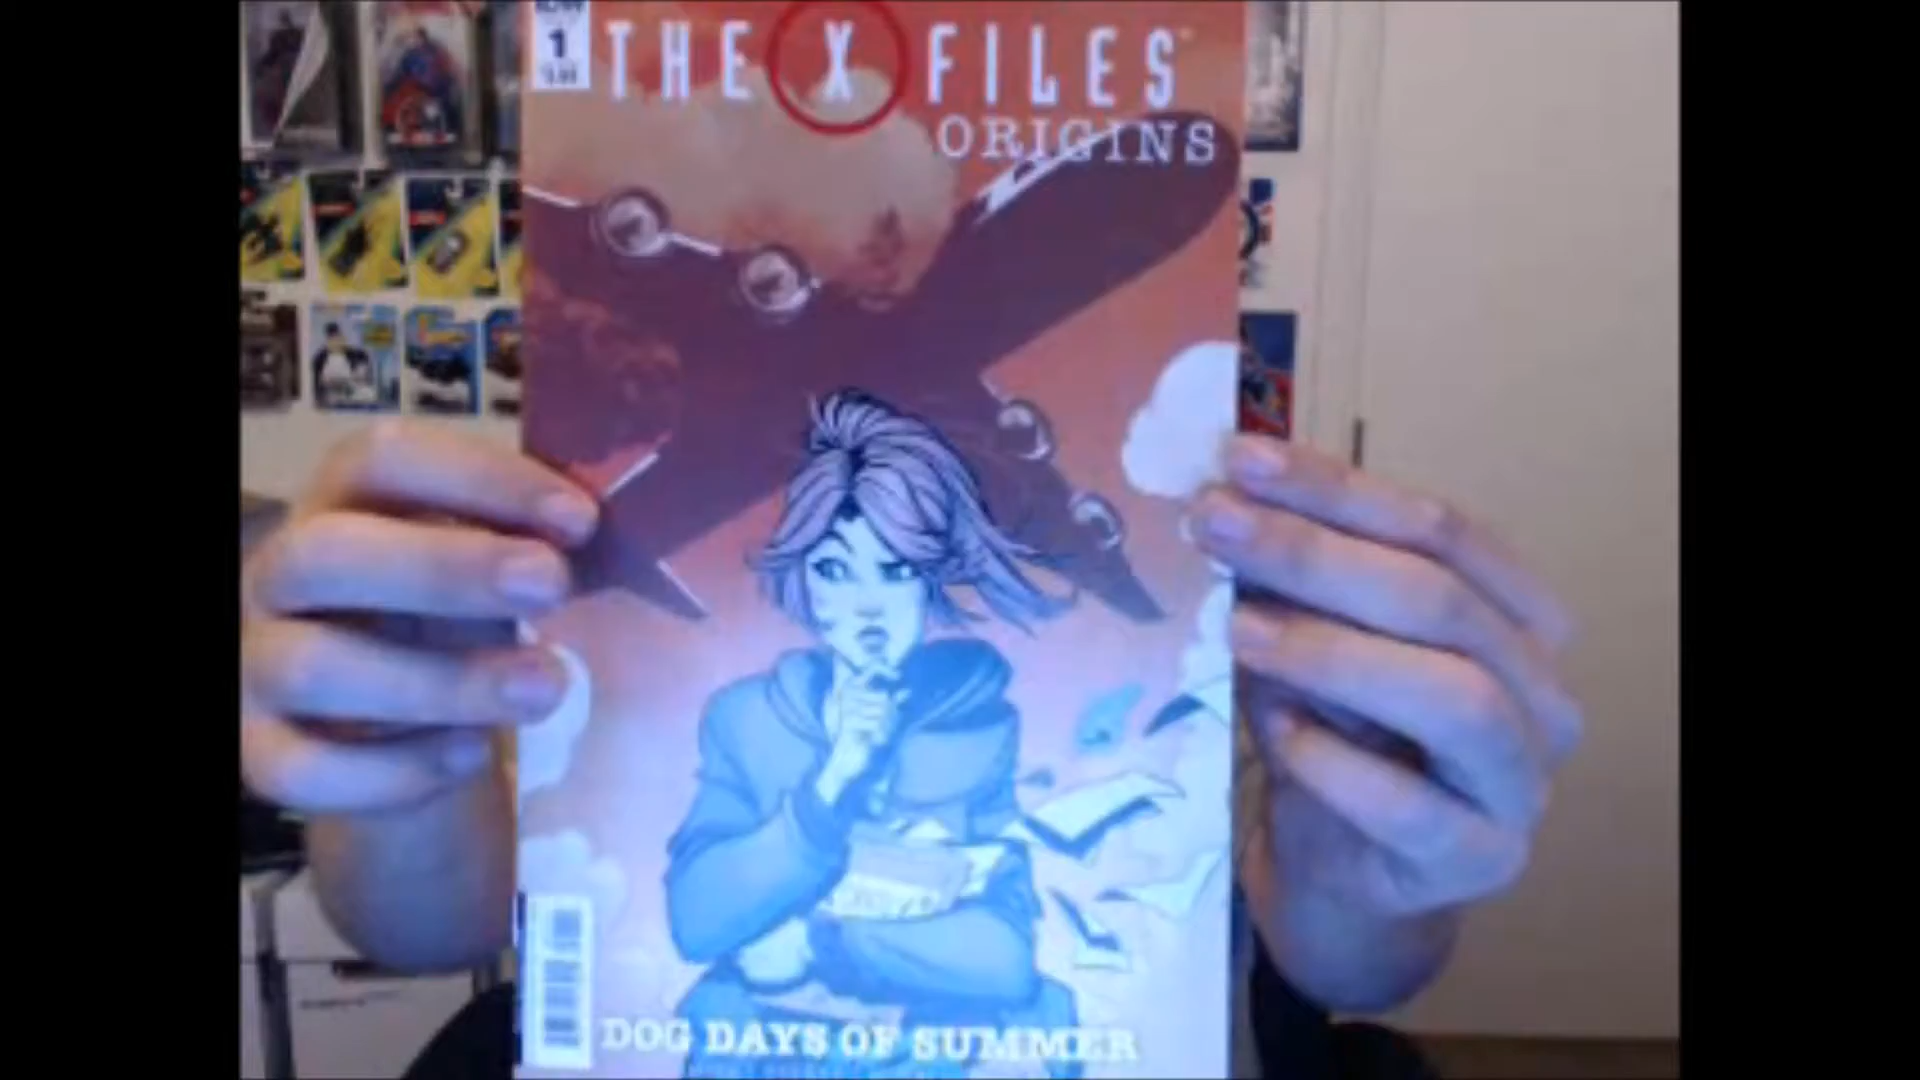 1
THE X FILES
ORIGINS
DOG DAYS OF SUMMER